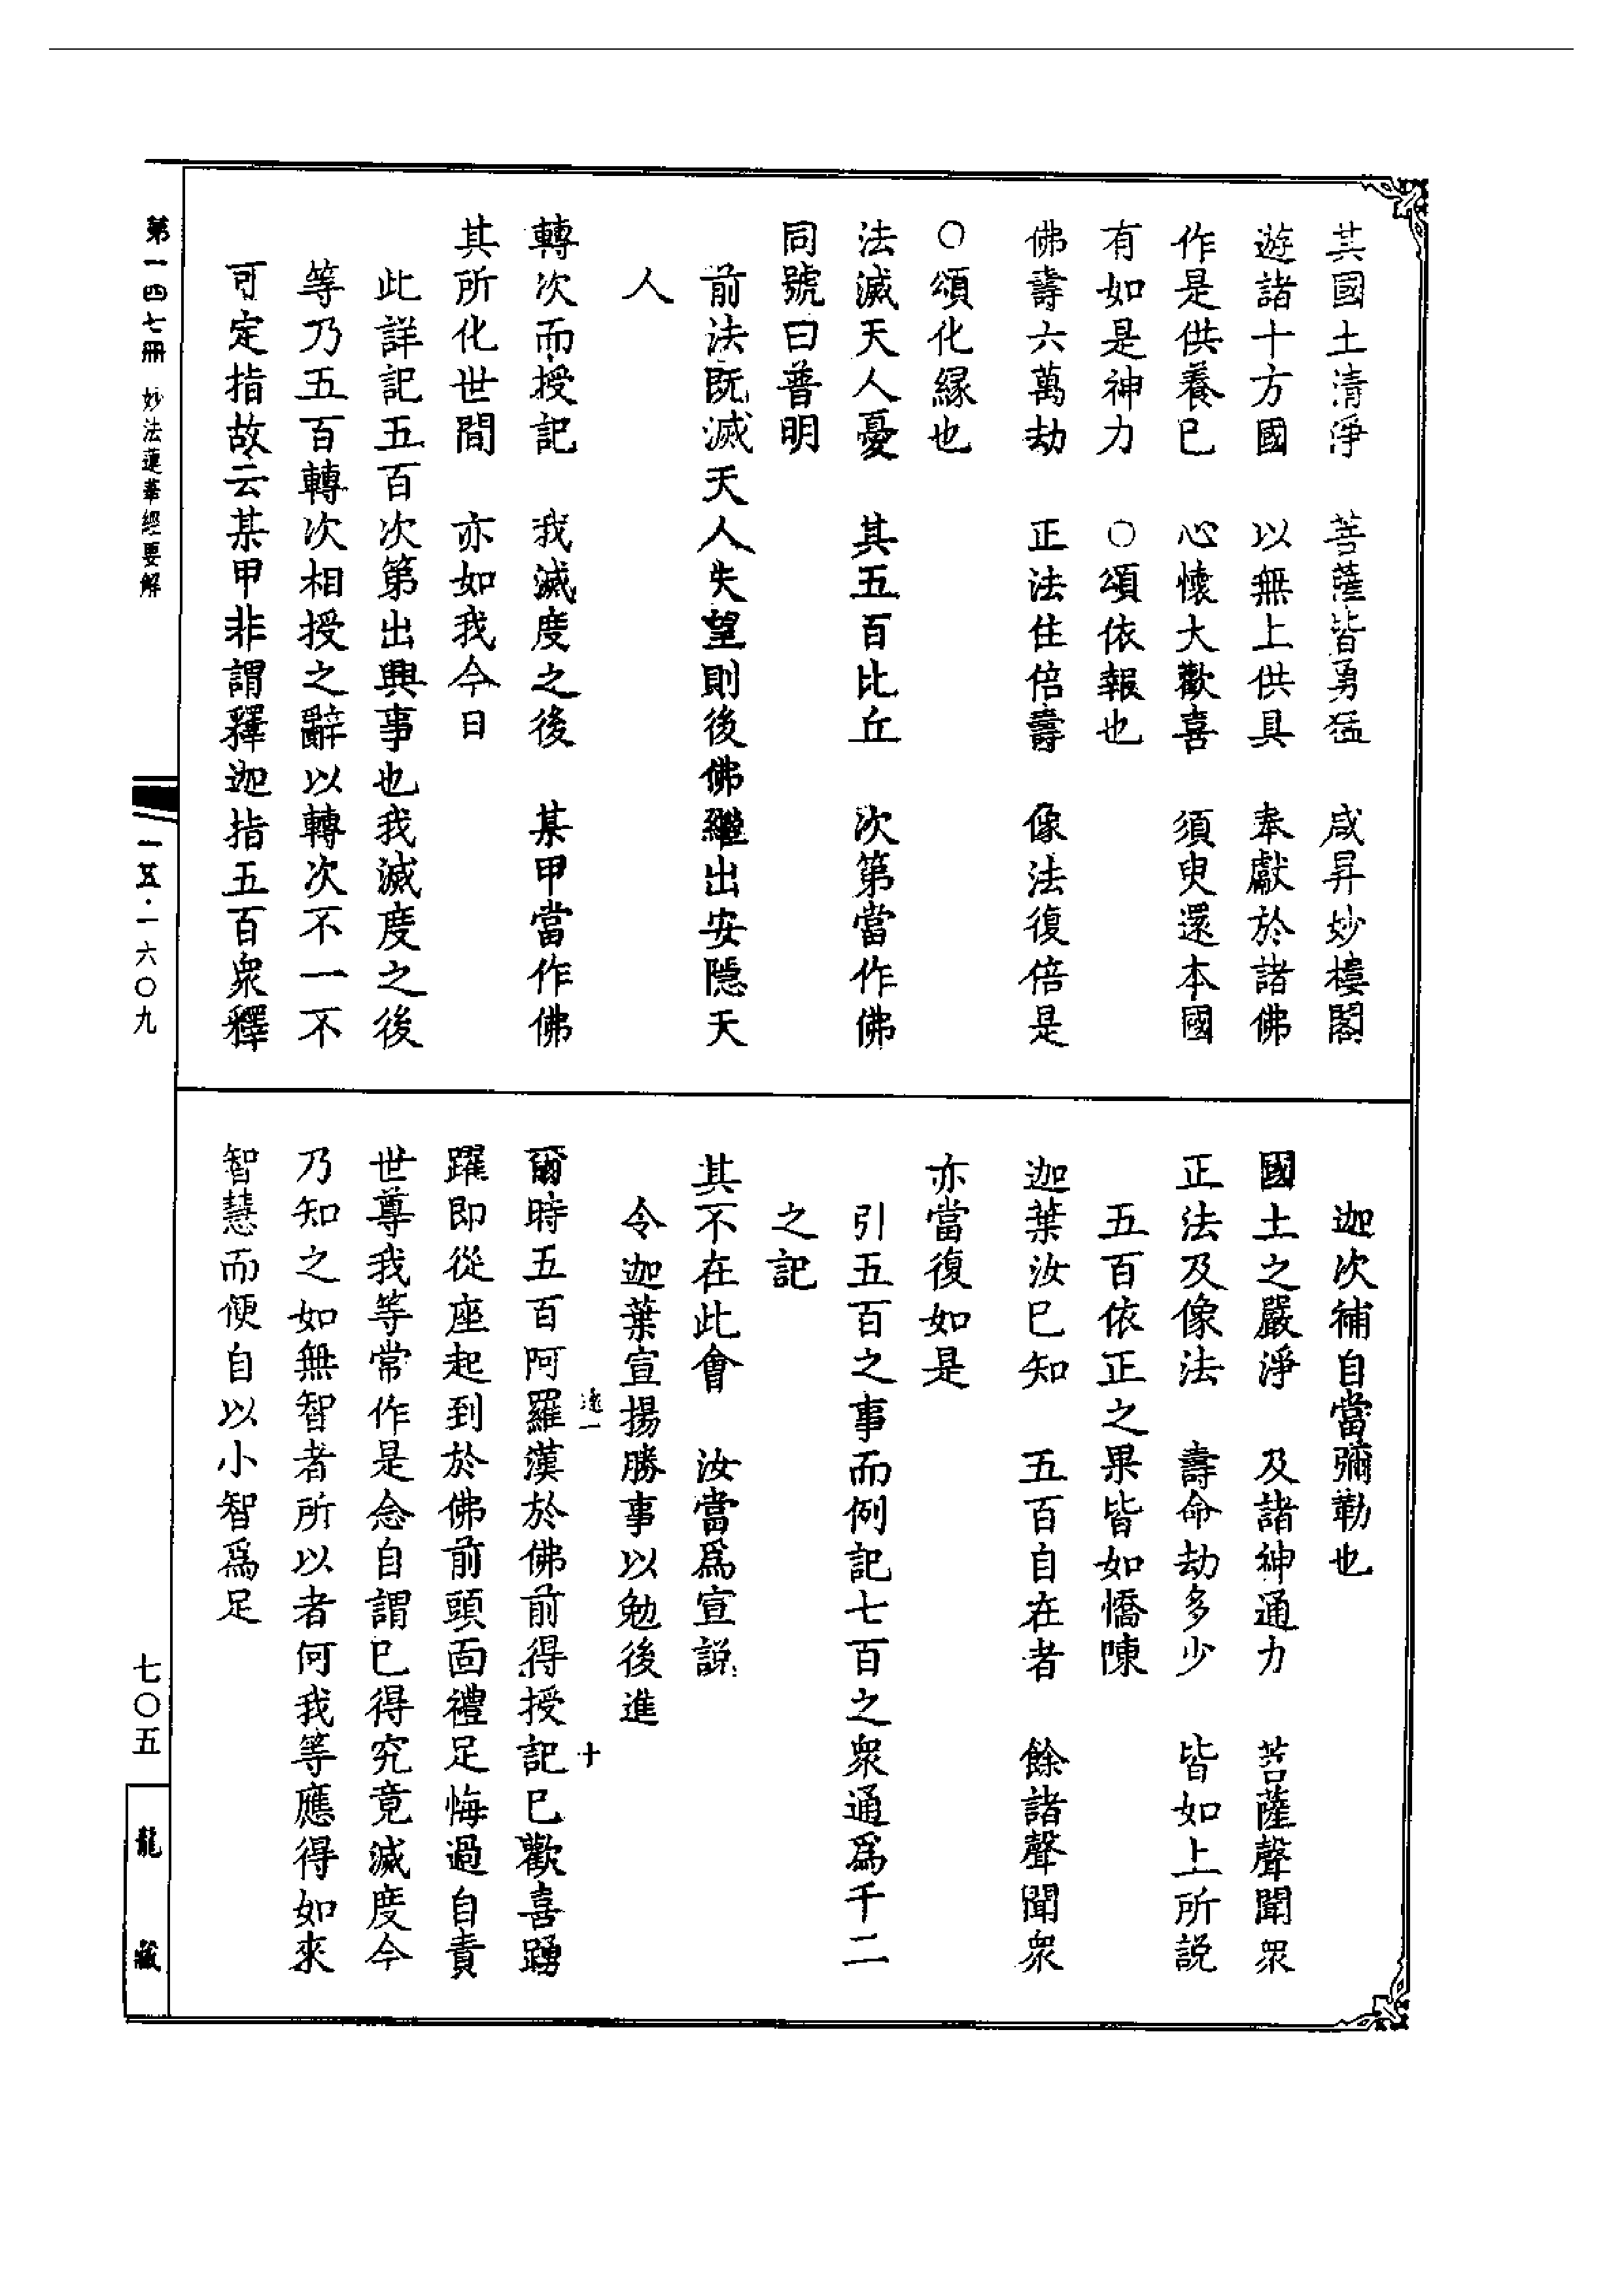 其國土清淨　菩薩皆勇猛　咸昇妙樓閣
遊諸十方國　以無上供具　奉獻於諸佛
作是供養已　心懷大歡喜　須臾還本國
有如是神力　○頌依報也
佛壽六萬劫　正法住倍壽　像法復倍是
○頌化緣也
法滅天人憂　其五百比丘　次第當作佛
同號曰普明
前法既滅天人失望則後佛繼出安隱天
人
轉次而授記　我滅度之後　某甲當作佛
其所化世間　亦如我今日
此詳記五百次第出興事也我滅度之後
等乃五百轉次相授之辭以轉次不一不
可定指故云某甲非謂釋迦指五百眾釋
迦次補自當彌勒也
國土之嚴淨　及諸神通力　菩薩聲聞眾
正法及像法　壽命劫多少　皆如上所説
五百依正之果皆如憍陳
迦葉汝已知　五百自在者　餘諸聲聞眾
亦當復如是
引五百之事而例記七百之眾通爲千二
之記
其不在此會　汝當爲宣説
令迦葉宣揚勝事以勉後進
爾時五百阿羅漢於佛前得授記已歡喜踴
躍即從座起到於佛前頭面禮足悔過自責
世尊我等常作是念自謂已得究竟滅度今
乃知之如無智者所以者何我等應得如來
智慧而便自以小智爲足
十
第一四七冊　妙法蓮華經要解
一五·一六〇九
七〇五
龍藏